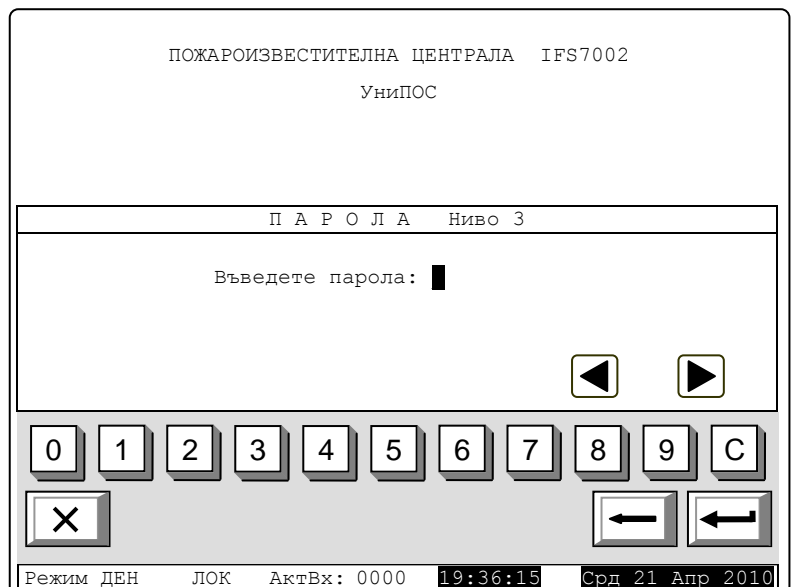 ПОЖАРОИЗВЕСТИТЕЛНА ЦЕНТРАЛА IFS7002
УниПОС
П А Р О Л А Ниво 3
Въведете парола:
0 1 2 3 4 5 6 7 8 9 C
Режим ДЕН ЛОК АктВх: 0000 19:36:15 Срд 21 Апр 2010